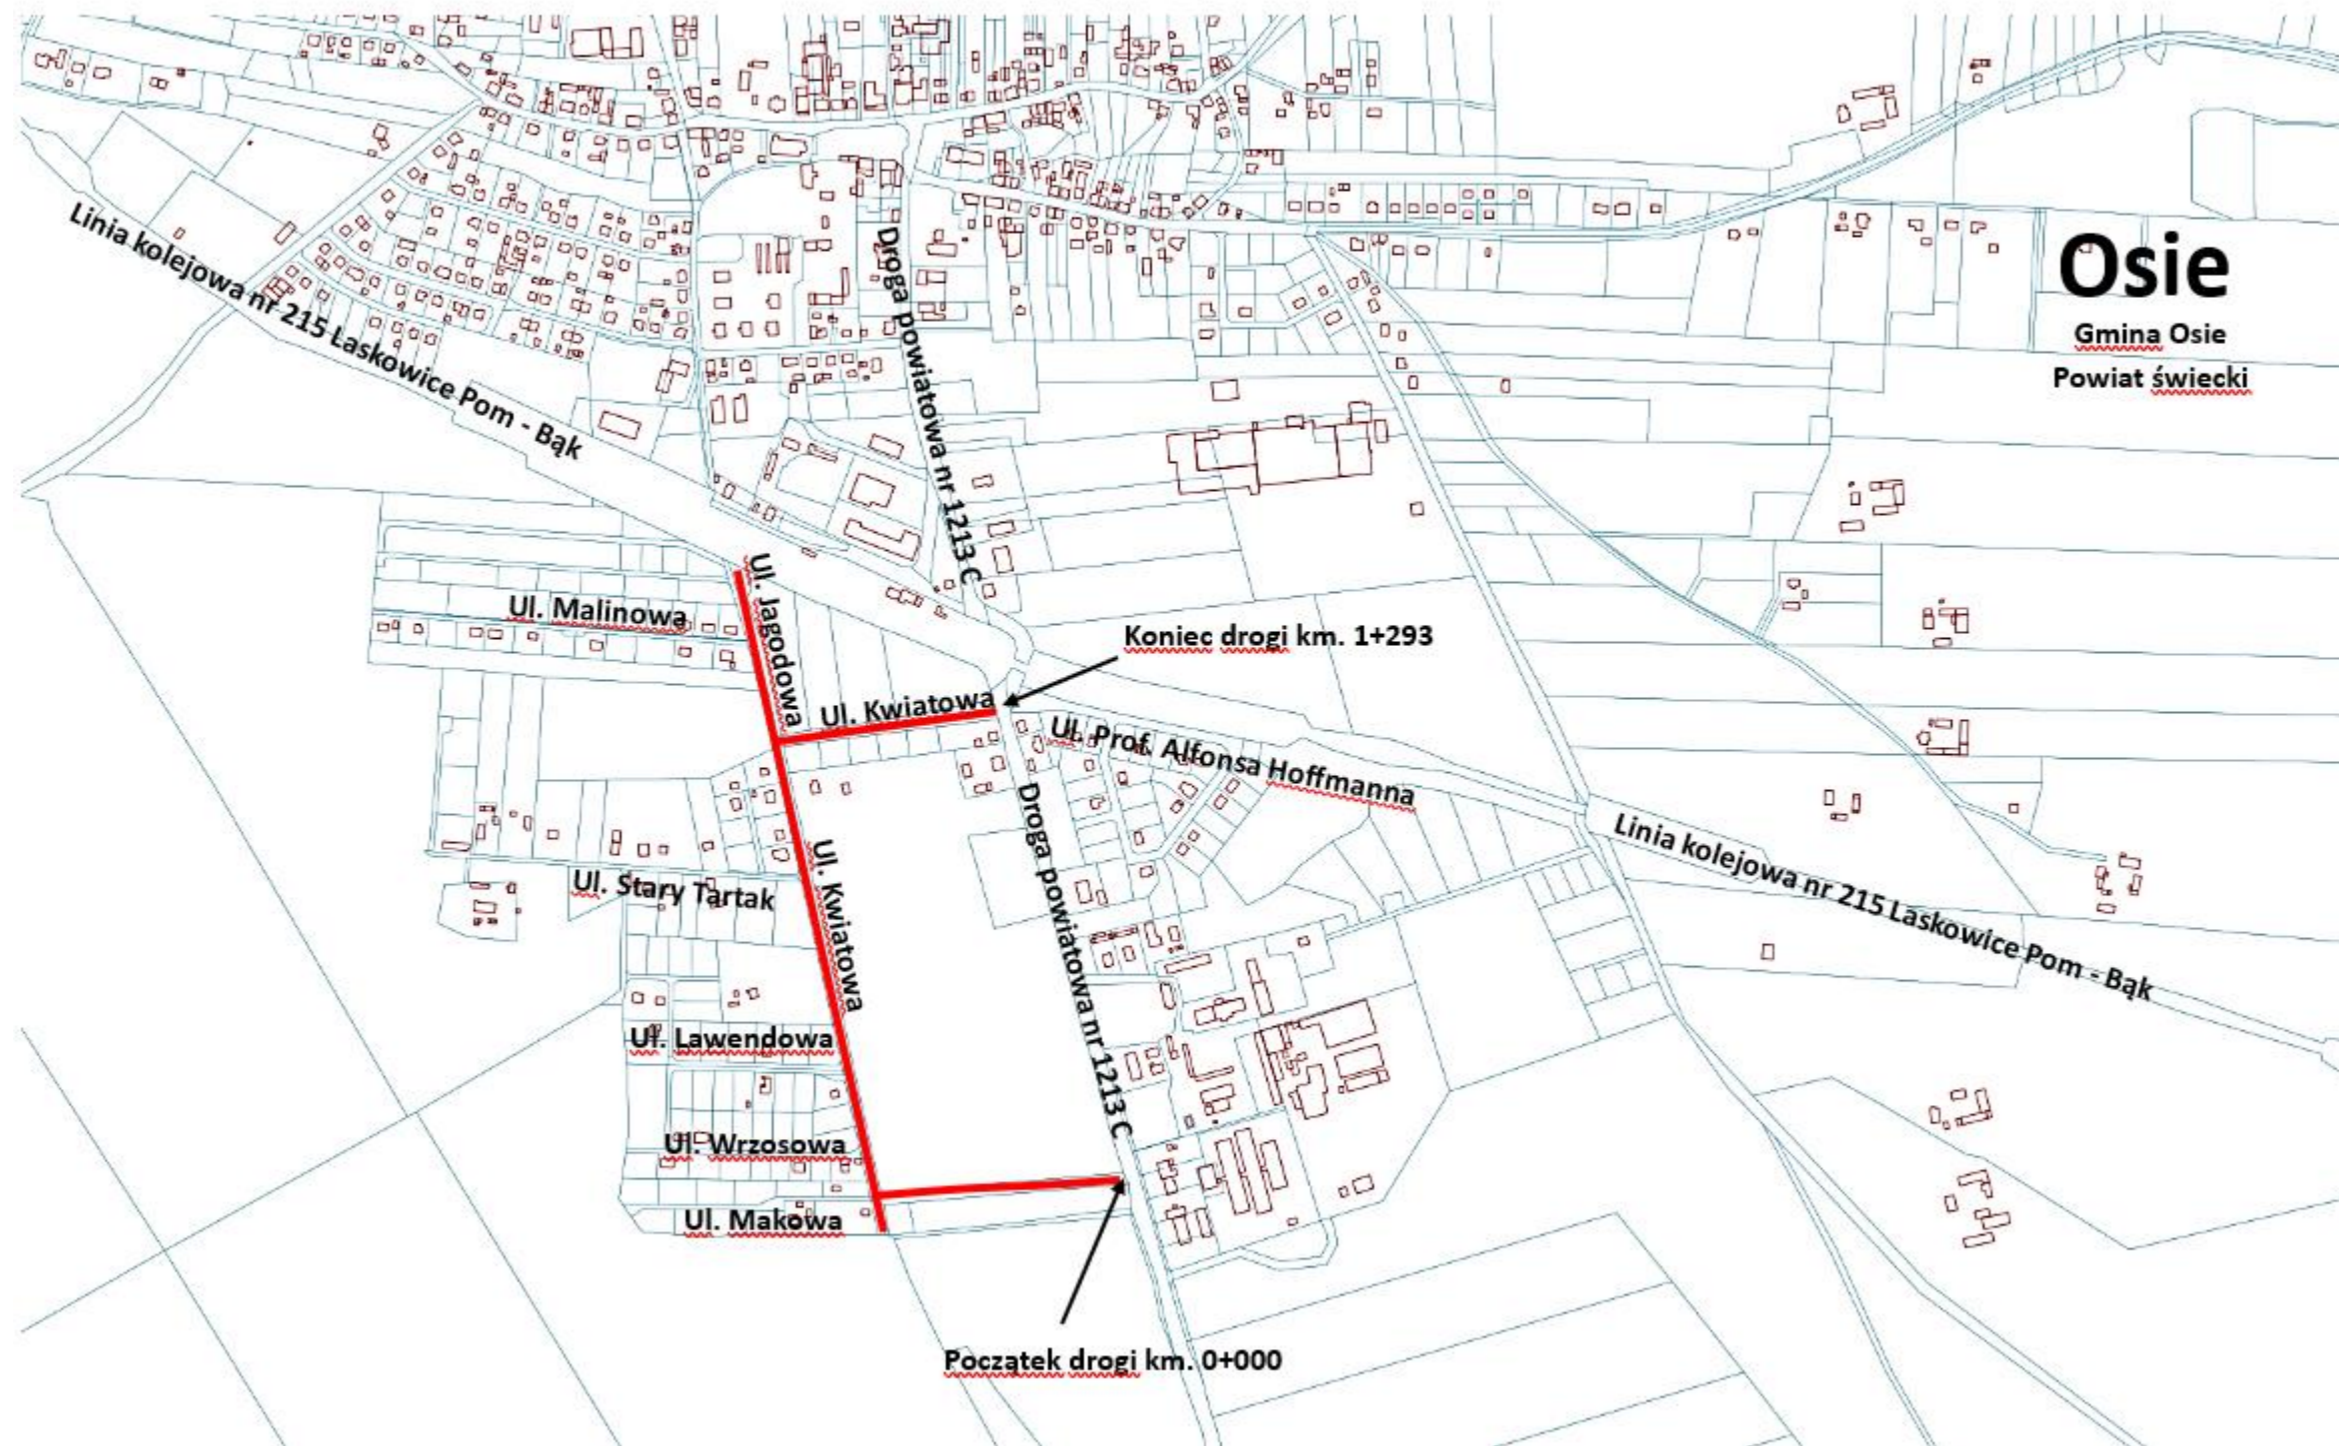 Osie
Gmina Osie
Powiat świecki
Linia kolejowa nr 215 Laskowice Pom - Bąk
Droga powiatowa nr 1213 C
Ul. Malinowa
Ul. Jagodowa
Koniec drogi km. 1+293
Ul. Kwiatowa
Ul. Prof. Alfonsa Hoffmanna
Linia kolejowa nr 215 Laskowice Pom - Bąk
Droga powiatowa nr 1213 C
Ul. Kwiatowa
Ul. Stary Tartak
Ul. Lawendowa
Ul. Wrzosowa
Ul. Makowa
Początek drogi km. 0+000